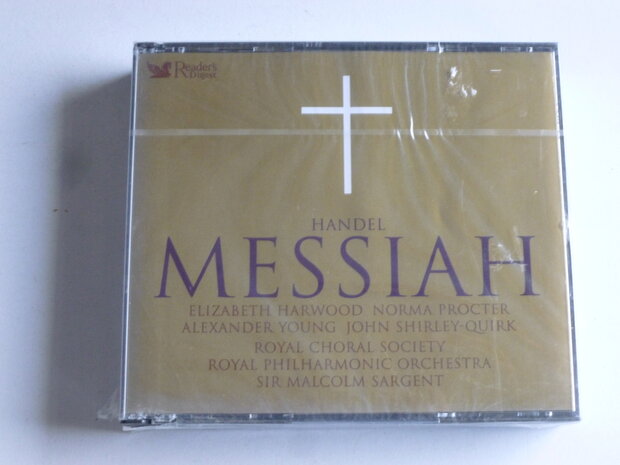 Reader's
Digest
HANDEL
MESSIAH
ELIZABETH HARWOOD NORMA PROCTER
ALEXANDER YOUNG JOHN SHIRLEY-QUIRK
ROYAL CHORAL SOCIETY
ROYAL PHILHARMONIC ORCHESTRA
SIR MALCOLM SARGENT